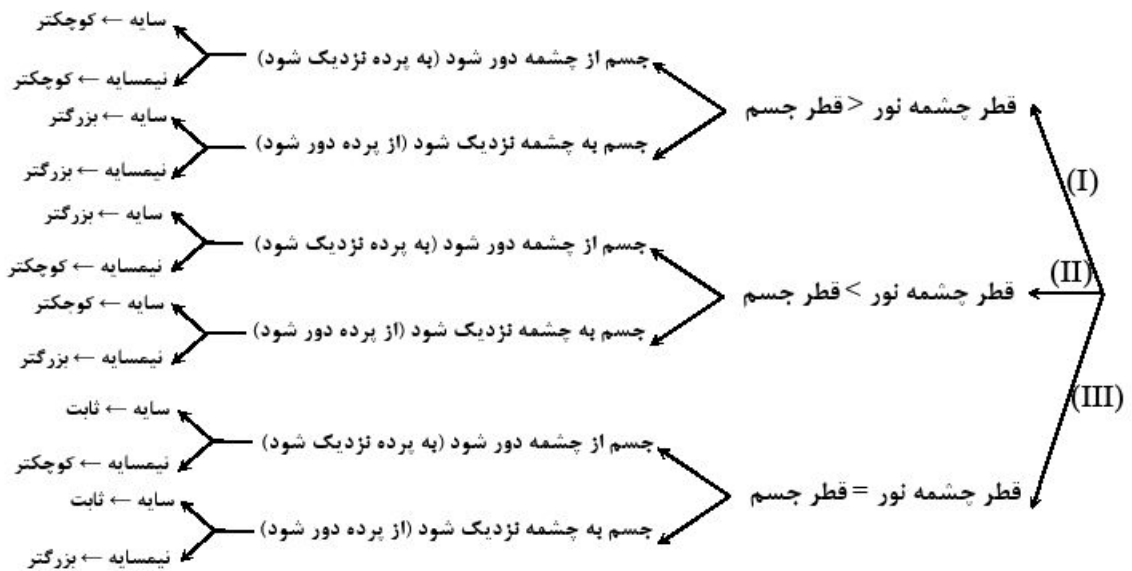 قطر چشمه نور < قطر جسم
جسم از چشمه دور شود (به پرده نزدیک شود)
سایه ← کوچکتر
نیمسایه ← کوچکتر
جسم به چشمه نزدیک شود (از پرده دور شود)
سایه ← بزرگتر
نیمسایه ← بزرگتر
(I)
قطر چشمه نور > قطر جسم
جسم از چشمه دور شود (به پرده نزدیک شود)
سایه ← بزرگتر
نیمسایه ← کوچکتر
جسم به چشمه نزدیک شود (از پرده دور شود)
سایه ← کوچکتر
نیمسایه ← بزرگتر
(II)
قطر چشمه نور = قطر جسم
جسم از چشمه دور شود (به پرده نزدیک شود)
سایه ← ثابت
نیمسایه ← کوچکتر
جسم به چشمه نزدیک شود (از پرده دور شود)
سایه ← ثابت
نیمسایه ← بزرگتر
(III)